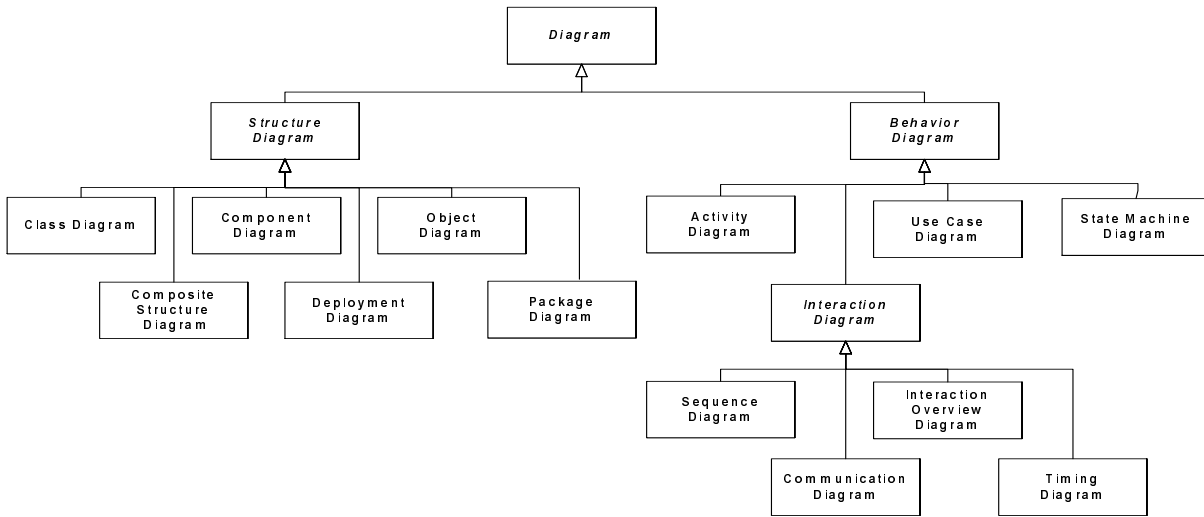 Diagram
Structure
Diagram
Behavior
Diagram
Class Diagram
Component
Diagram
Object
Diagram
Activity
Diagram
Use Case
Diagram
State Machine
Diagram
Composite
Structure
Diagram
Deployment
Diagram
Package
Diagram
Interaction
Diagram
Sequence
Diagram
Interaction
Overview
Diagram
Communication
Diagram
Timing
Diagram